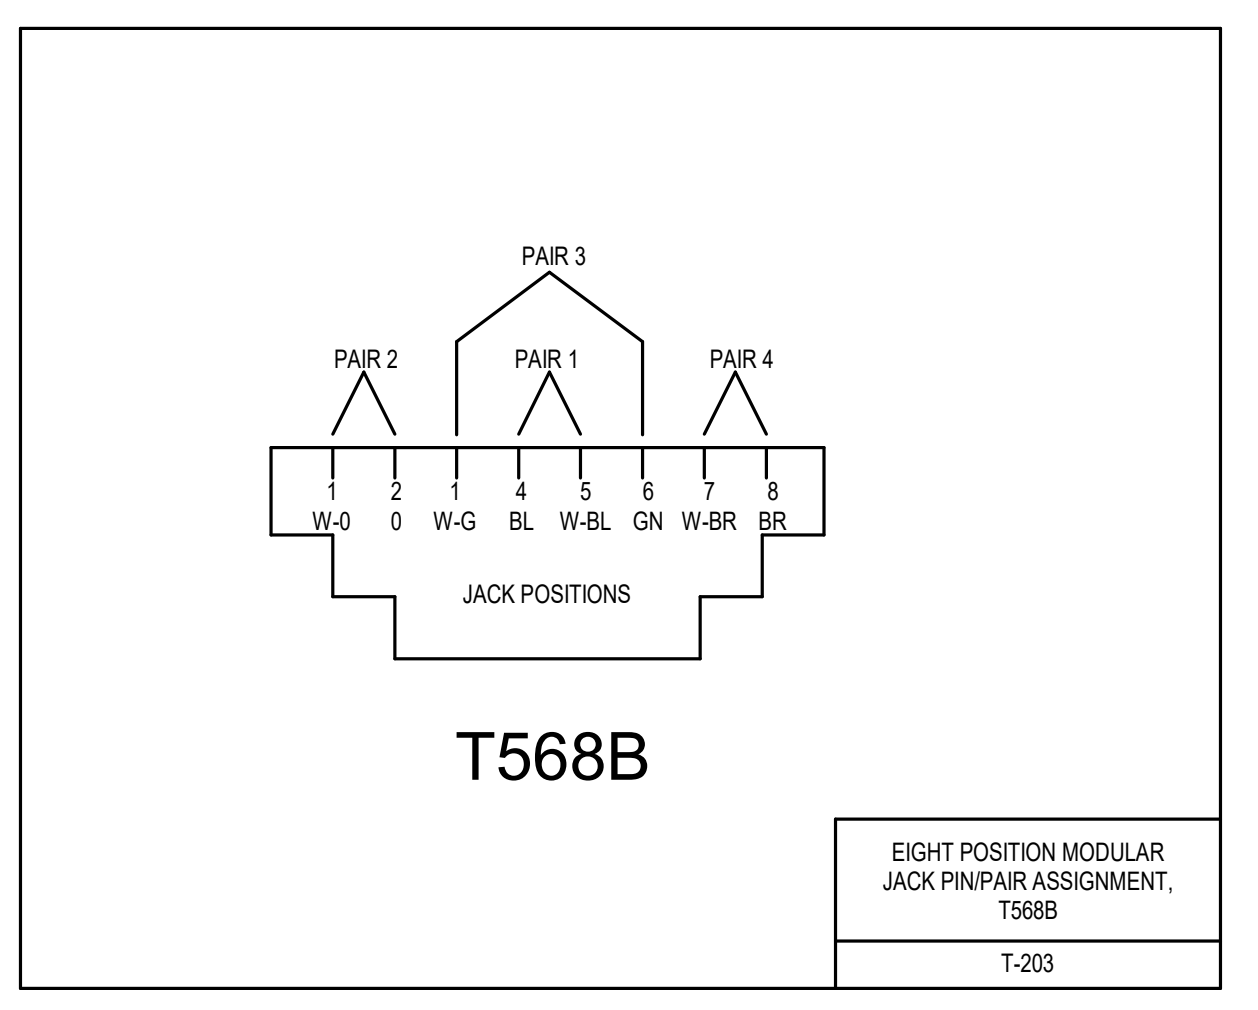 PAIR 3
PAIR 2 PAIR 1 PAIR 4
1 2 1 4 5 6 7 8
W-0 0 W-G BL W-BL GN W-BR BR
JACK POSITIONS
T568B
EIGHT POSITION MODULAR
JACK PIN/PAIR ASSIGNMENT,
T568B
T-203